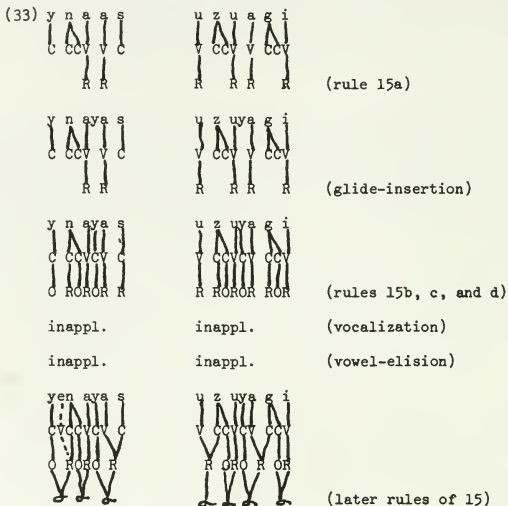 (33) y n a a s u z u a g i
C CCV V C V CCV V CCV
R R R R R R (rule 15a)
y n aya s u z uya g i
C CCV V C V CCV V CCV
R R R R R R (glide-insertion)
y n aya s u z uya g i
C CCVCV C V CCVCV CCV
O ROROR R R ROROR ROR (rules 15b, c, and d)
inappl. inappl. (vocalization)
inappl. inappl. (vowel-elision)
yen aya s u z uya g i
CVCCVCV C V CCVCV CCV
O RORO R R ORO R OR
(later rules of 15)